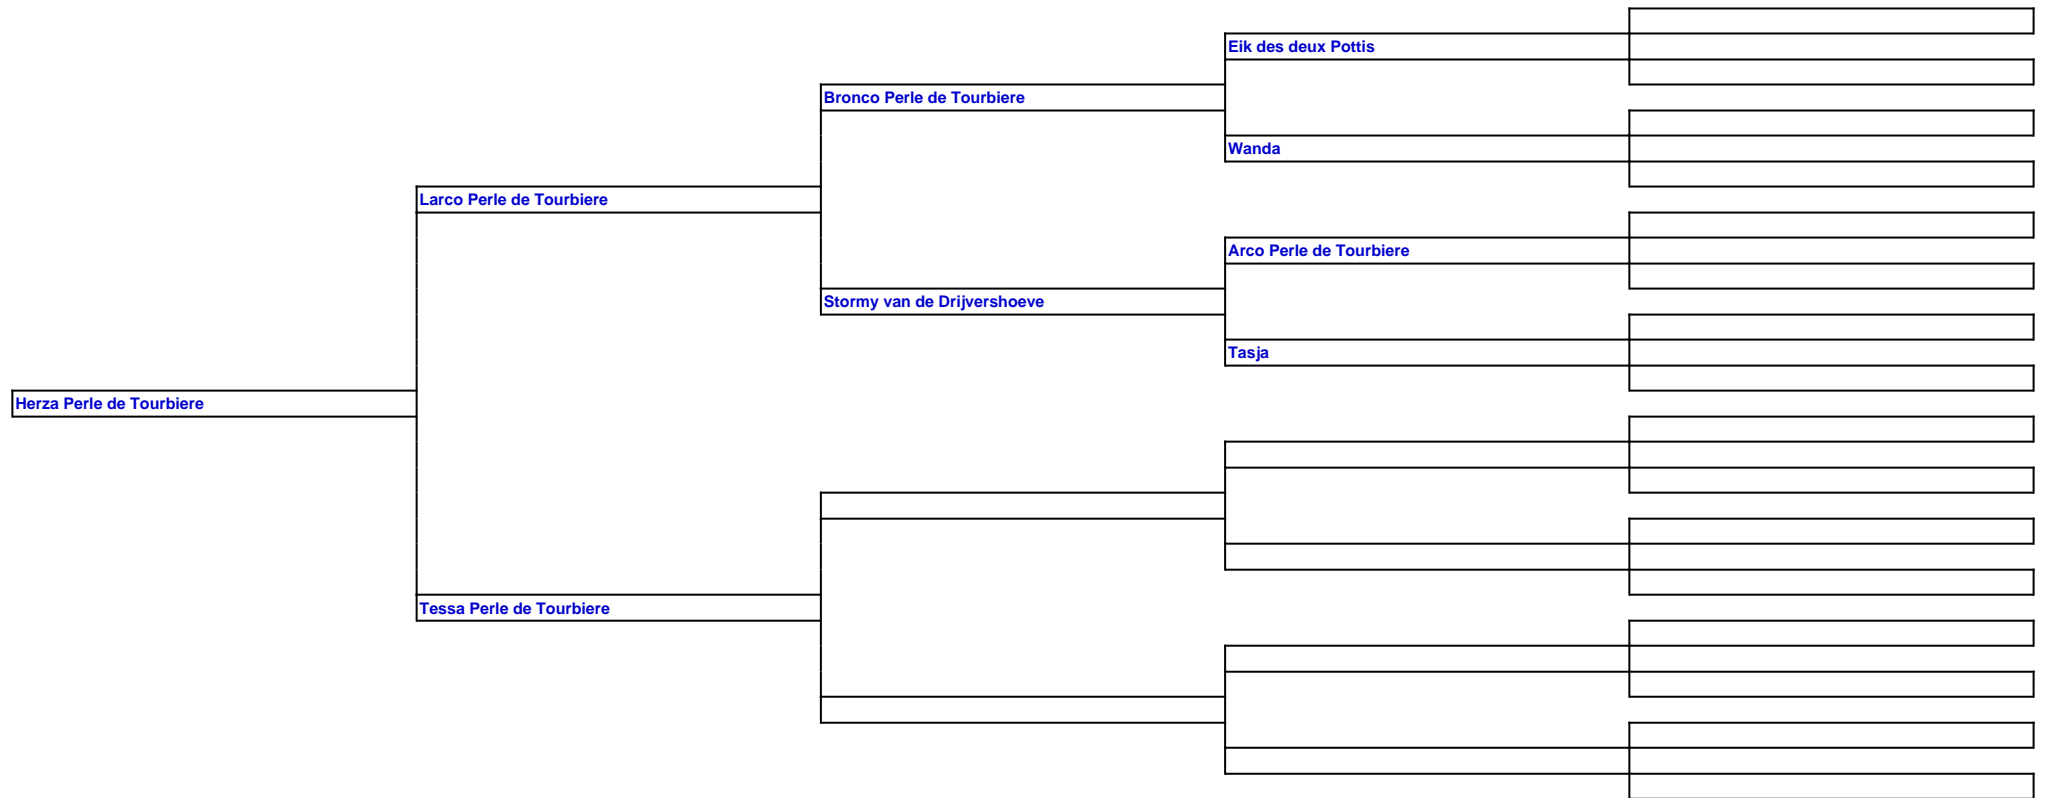 Eik des deux Pottis
Bronco Perle de Tourbiere
Wanda
Larco Perle de Tourbiere
Arco Perle de Tourbiere
Stormy van de Drijvershoeve
Tasja
Herza Perle de Tourbiere
Tessa Perle de Tourbiere